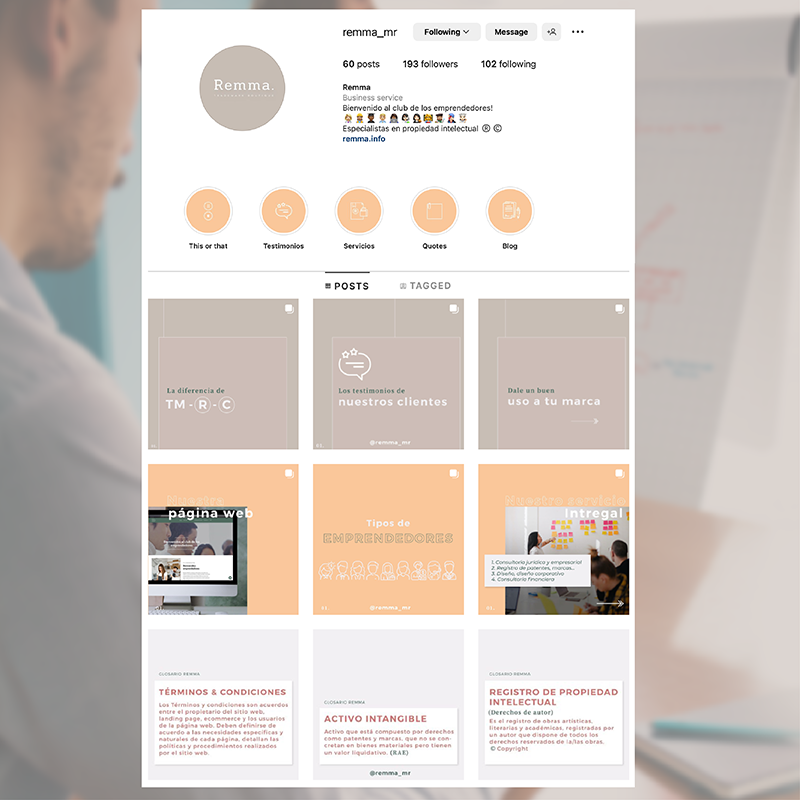 remma_mr
Following
Message
60 posts 193 followers 102 following
Remma.
Remma
Business service
Bienvenido al club de los emprendedores!
Especialistas en propiedad intelectual ® ©
remma.info
This or that
Testimonios
Servicios
Quotes
Blog
POSTS
TAGGED
La diferencia de
TM - R - C
Los testimonios de
nuestros clientes
@remma_mr
Dale un buen
uso a tu marca
Nuestra
página web
Tipos de
EMPRENDEDORES
@remma_mr
Nuestro servicio
Intregal
1. Consultoría jurídica y empresarial
2. Registro de patentes, marcas...
3. Diseño, diseño corporativo
4. Consultoría Financiera
GLOSARIO REMMA
TÉRMINOS & CONDICIONES
Los Términos y condiciones son acuerdos
entre el propietario del sitio web,
landing page, ecommerce y los usuarios
de la página web. Deben definirse de
acuerdo a las necesidades específicas y
naturales de cada página, detallan las
políticas y procedimientos realizados
por el sitio web.
GLOSARIO REMMA
ACTIVO INTANGIBLE
Activo que está compuesto por derechos
como patentes y marcas, que no se con-
cretan en bienes materiales pero tienen
un valor liquidativo. (RAE)
@remma_mr
GLOSARIO REMMA
REGISTRO DE PROPIEDAD
INTELECTUAL
(Derechos de autor)
Es el registro de obras artísticas,
literarias y académicas, registradas por
un autor que dispone de todos los
derechos reservados de la/las obras.
© Copyright